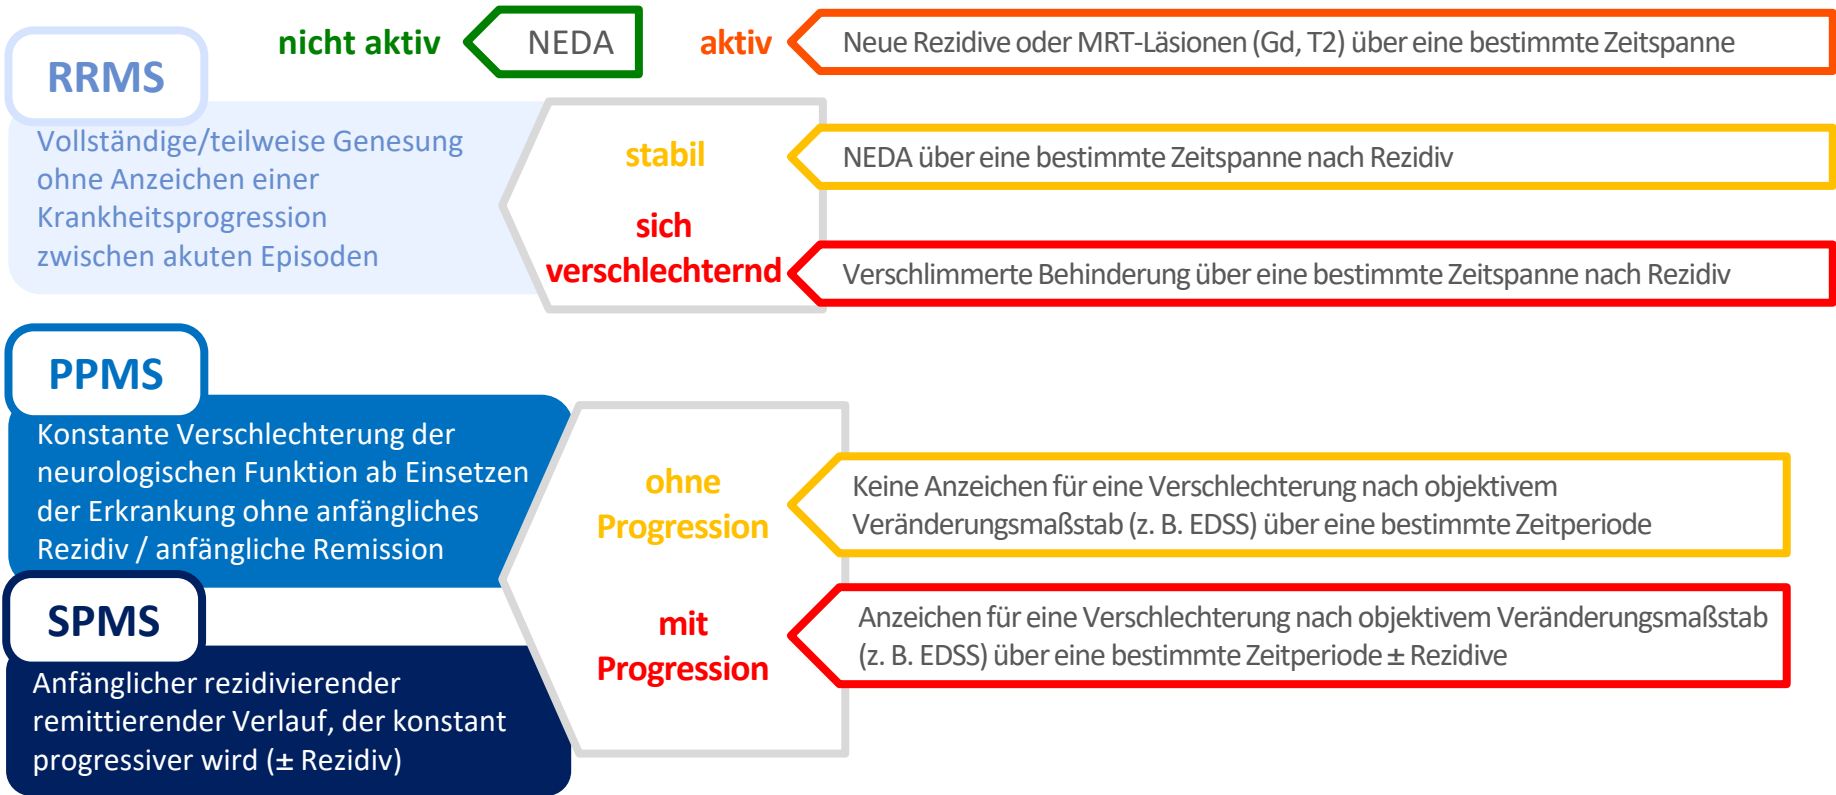 nicht aktiv
NEDA
aktiv
Neue Rezidive oder MRT-Läsionen (Gd, T2) über eine bestimmte Zeitspanne
RRMS
Vollständige/teilweise Genesung
ohne Anzeichen einer
Krankheitsprogression
zwischen akuten Episoden
stabil
NEDA über eine bestimmte Zeitspanne nach Rezidiv
sich
verschlechternd
Verschlimmerte Behinderung über eine bestimmte Zeitspanne nach Rezidiv
PPMS
Konstante Verschlechterung der
neurologischen Funktion ab Einsetzen
der Erkrankung ohne anfängliches
Rezidiv / anfängliche Remission
ohne
Progression
Keine Anzeichen für eine Verschlechterung nach objektivem
Veränderungsmaßstab (z. B. EDSS) über eine bestimmte Zeitperiode
SPMS
Anfänglicher rezidivierender
remittierender Verlauf, der konstant
progressiver wird (± Rezidiv)
mit
Progression
Anzeichen für eine Verschlechterung nach objektivem Veränderungsmaßstab
(z. B. EDSS) über eine bestimmte Zeitperiode ± Rezidive